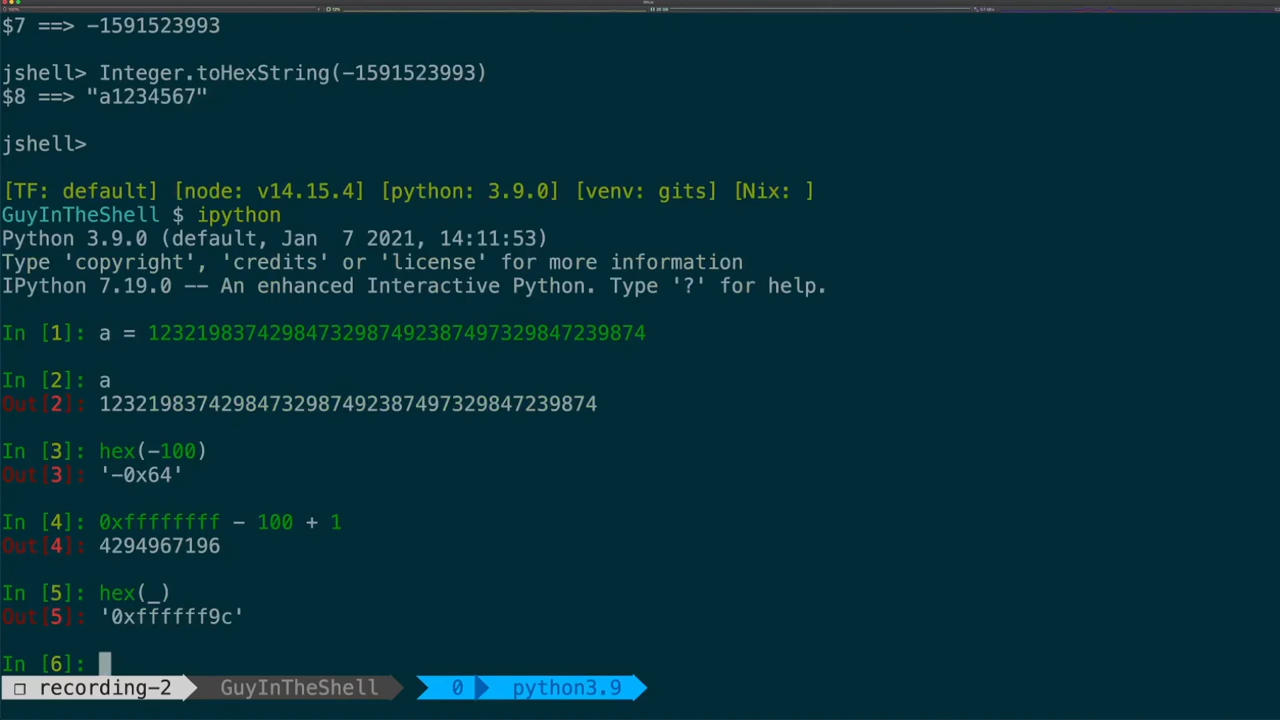 $7 ==> -1591523993
jshell> Integer.toHexString(-1591523993)
$8 ==> "a1234567"
jshell>
[TF: default] [node: v14.15.4] [python: 3.9.0] [venv: gits] [Nix: ]
GuyInTheShell $ ipython
Python 3.9.0 (default, Jan  7 2021, 14:11:53)
Type 'copyright', 'credits' or 'license' for more information
IPython 7.19.0 -- An enhanced Interactive Python. Type '?' for help.
In [1]: a = 12321983742984732987492387497329847239874
In [2]: a
Out[2]: 12321983742984732987492387497329847239874
In [3]: hex(-100)
Out[3]: '-0x64'
In [4]: 0xffffffff - 100 + 1
Out[4]: 4294967196
In [5]: hex(_)
Out[5]: '0xffffff9c'
In [6]:
recording-2 GuyInTheShell 0 python3.9